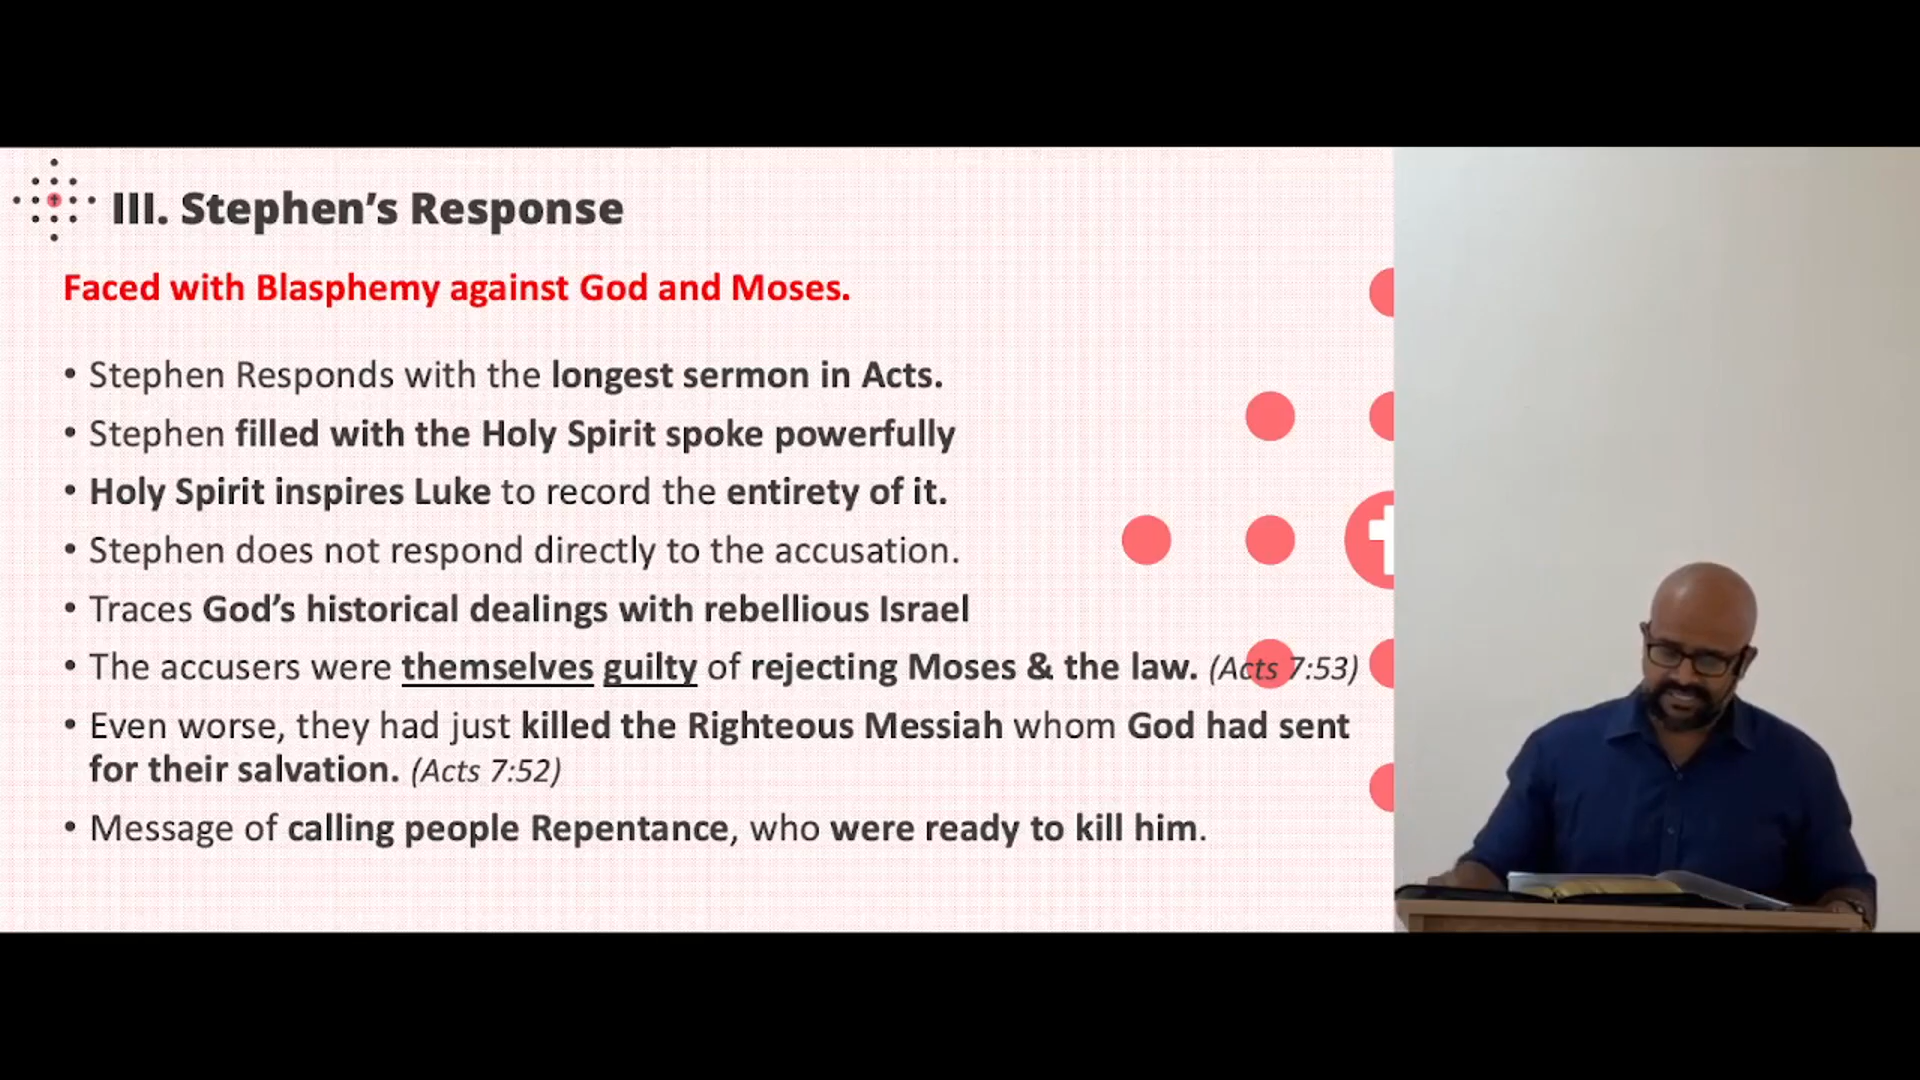 III. Stephen’s Response
Faced with Blasphemy against God and Moses.
• Stephen Responds with the longest sermon in Acts.
• Stephen filled with the Holy Spirit spoke powerfully
• Holy Spirit inspires Luke to record the entirety of it.
• Stephen does not respond directly to the accusation.
• Traces God’s historical dealings with rebellious Israel
• The accusers were themselves guilty of rejecting Moses & the law. (Acts 7:53)
• Even worse, they had just killed the Righteous Messiah whom God had sent
for their salvation. (Acts 7:52)
• Message of calling people Repentance, who were ready to kill him.